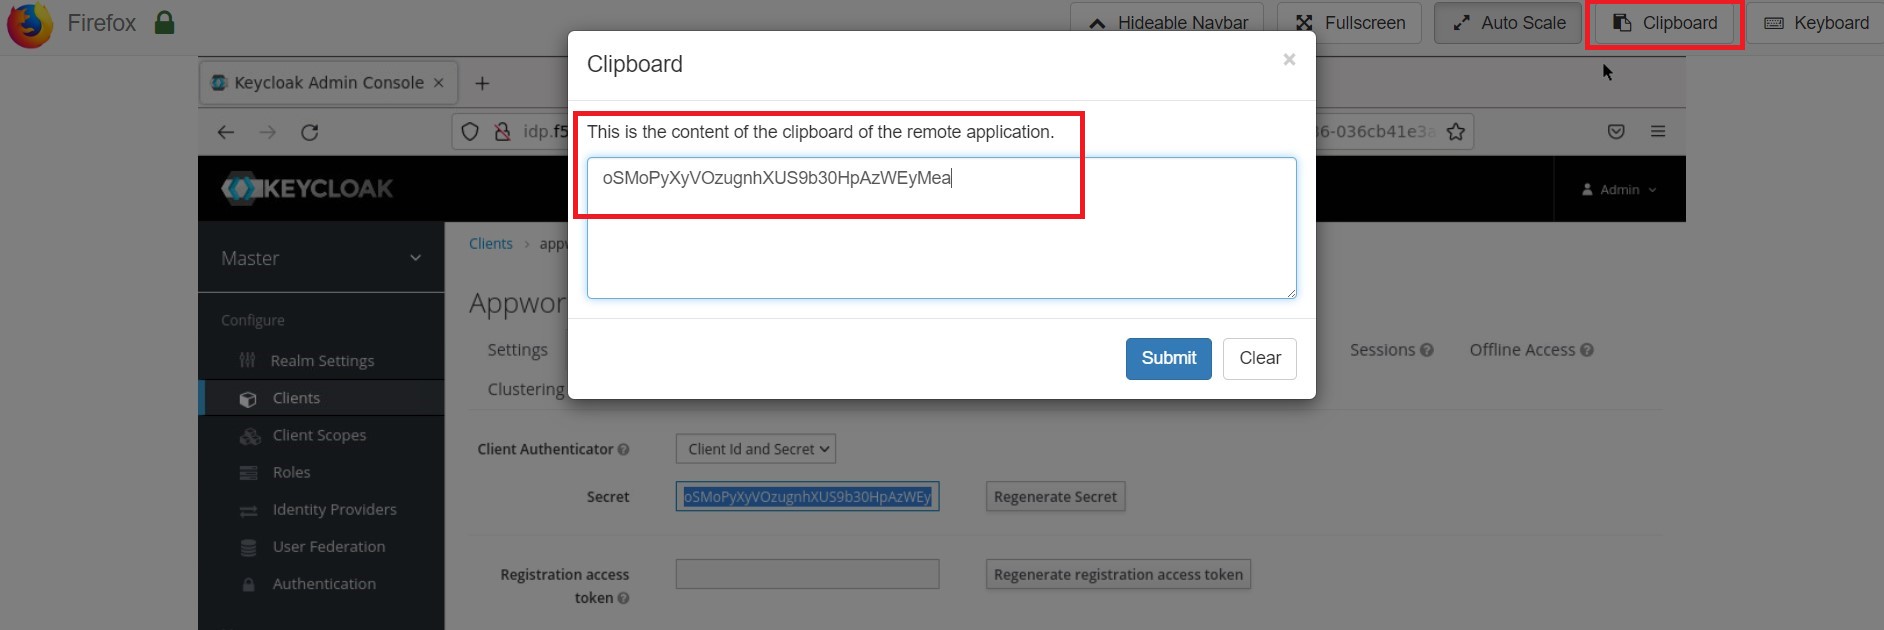 Firefox
Hideable Navbar
Fullscreen
Auto Scale
Clipboard
Keyboard
Keycloak Admin Console
idp.f5
6-036cb41e3a
KEYCLOAK
Admin
Clipboard
This is the content of the clipboard of the remote application.
oSMoPyXyVOzugnhXUS9b30HpAzWEyMea
Submit
Clear
Master
Configure
Realm Settings
Clients
Client Scopes
Roles
Identity Providers
User Federation
Authentication
Clients > appw
Appwor
Settings
Sessions
Offline Access
Clustering
Client Authenticator
Client Id and Secret
Secret
oSMoPyXyVOzugnhXUS9b30HpAzWEy
Regenerate Secret
Registration access
token
Regenerate registration access token